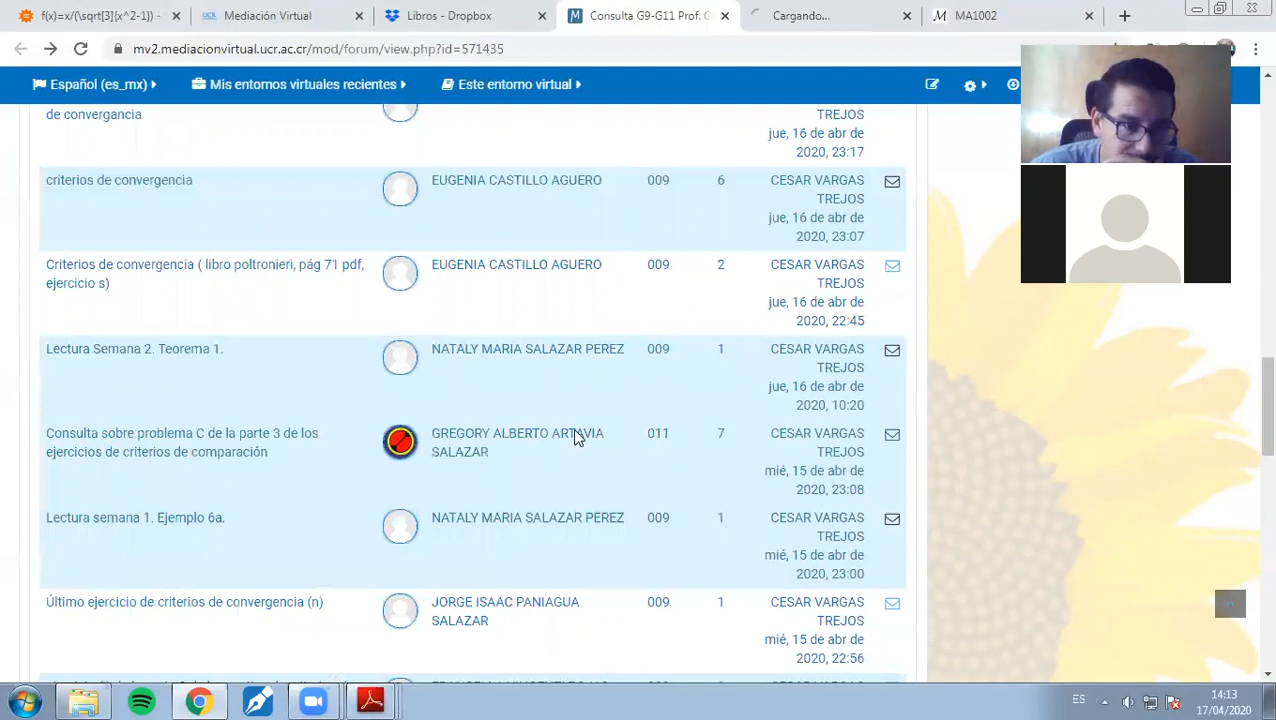 f(x)=x/(\sqrt[3]{x^2-1}) -
Mediación Virtual
Libros - Dropbox
Consulta G9-G11 Prof.
Cargando...
MA1002
mv2.mediacionvirtual.ucr.ac.cr/mod/forum/view.php?id=571435
Español (es_mx)
Mis entornos virtuales recientes
Este entorno virtual
de convergancia
TREJOS
jue, 16 de abr de
2020, 23:17
criterios de convergencia
EUGENIA CASTILLO AGUERO
009
6
CESAR VARGAS
TREJOS
jue, 16 de abr de
2020, 23:07
Criterios de convergencia ( libro poltronieri, pág 71 pdf,
ejercicio s)
EUGENIA CASTILLO AGUERO
009
2
CESAR VARGAS
TREJOS
jue, 16 de abr de
2020, 22:45
Lectura Semana 2. Teorema 1.
NATALY MARIA SALAZAR PEREZ
009
1
CESAR VARGAS
TREJOS
jue, 16 de abr de
2020, 10:20
Consulta sobre problema C de la parte 3 de los
ejercicios de criterios de comparación
GREGORY ALBERTO ARTAVIA
SALAZAR
011
7
CESAR VARGAS
TREJOS
mié, 15 de abr de
2020, 23:08
Lectura semana 1. Ejemplo 6a.
NATALY MARIA SALAZAR PEREZ
009
1
CESAR VARGAS
TREJOS
mié, 15 de abr de
2020, 23:00
Último ejercicio de criterios de convergencia (n)
JORGE ISAAC PANIAGUA
SALAZAR
009
1
CESAR VARGAS
TREJOS
mié, 15 de abr de
2020, 22:56
ES
14:13
17/04/2020